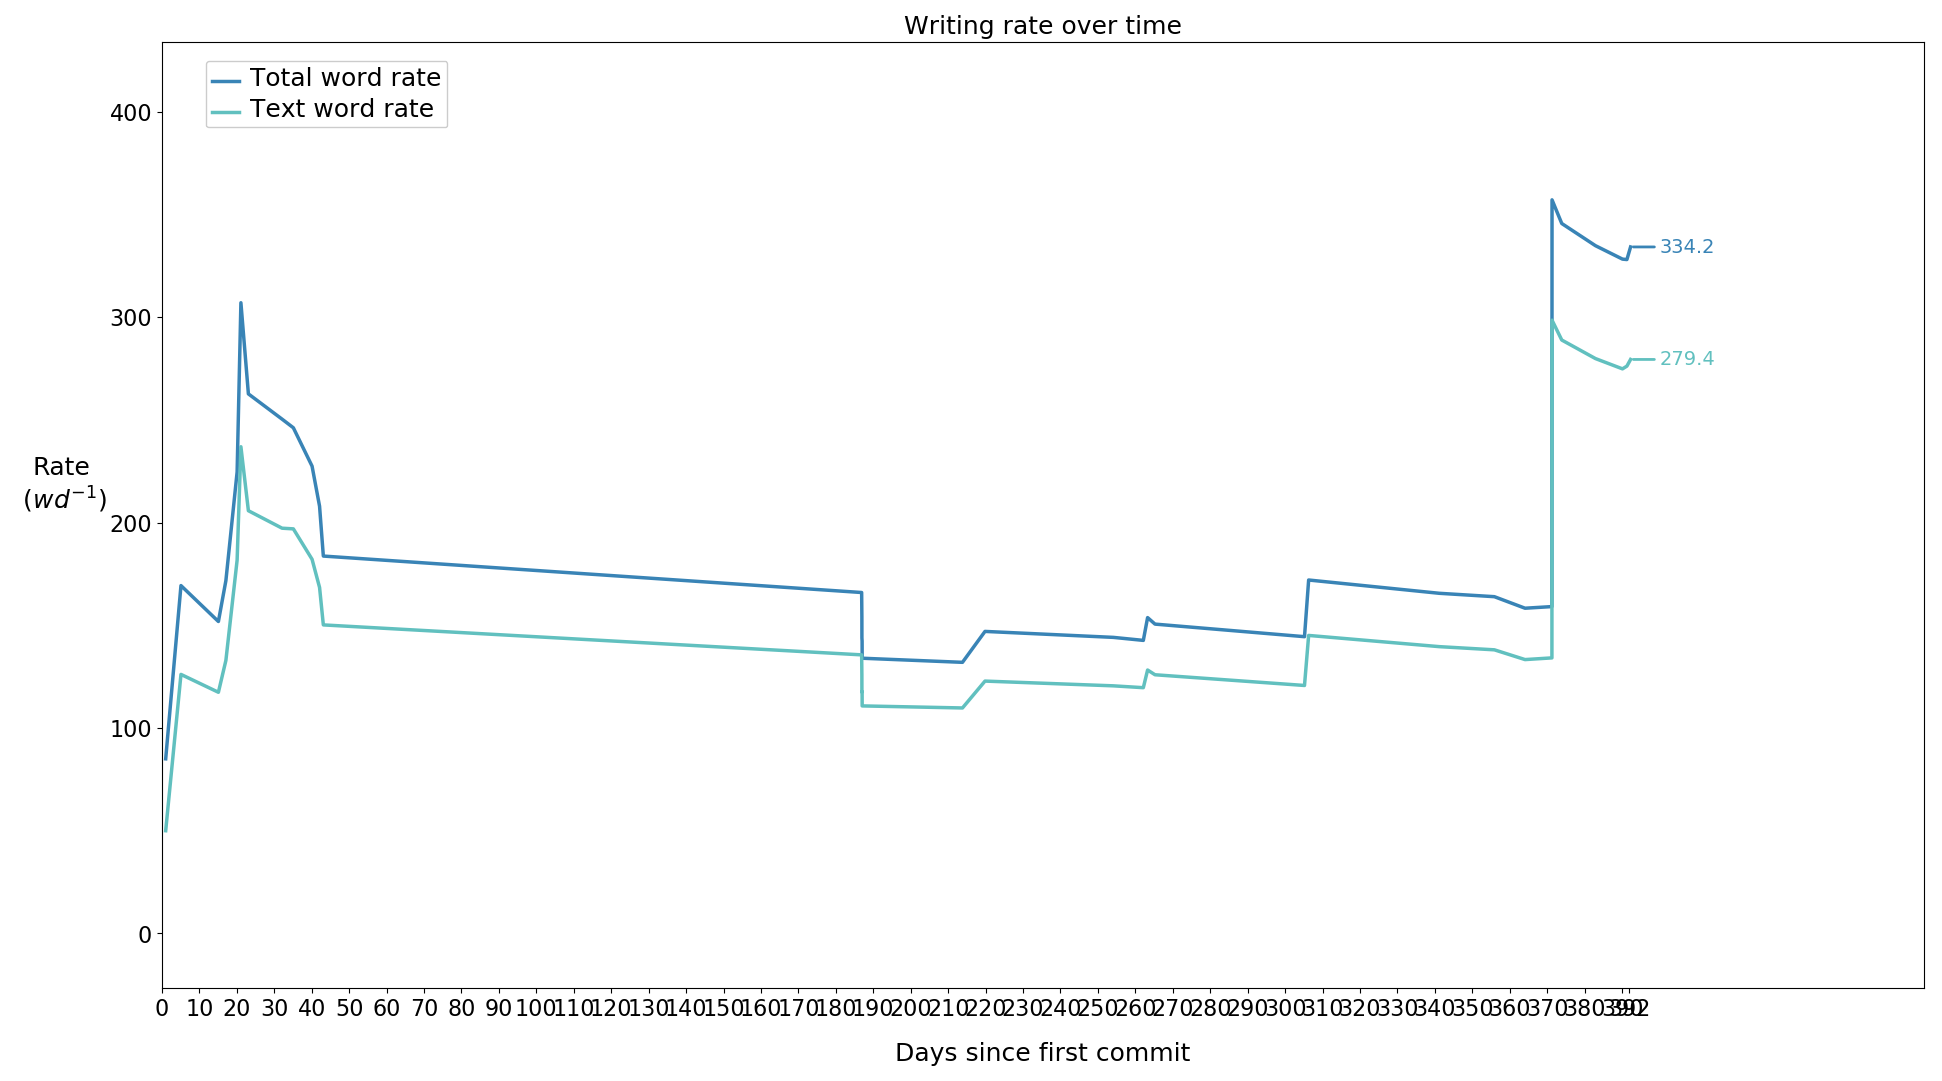 Writing rate over time
Total word rate
Text word rate
400
300
200
100
0
Rate
(wd⁻¹)
334.2
279.4
0 10 20 30 40 50 60 70 80 90 100 110 120 130 140 150 160 170 180 190 200 210 220 230 240 250 260 270 280 290 300 310 320 330 340 350 360 370 380 390 392
Days since first commit